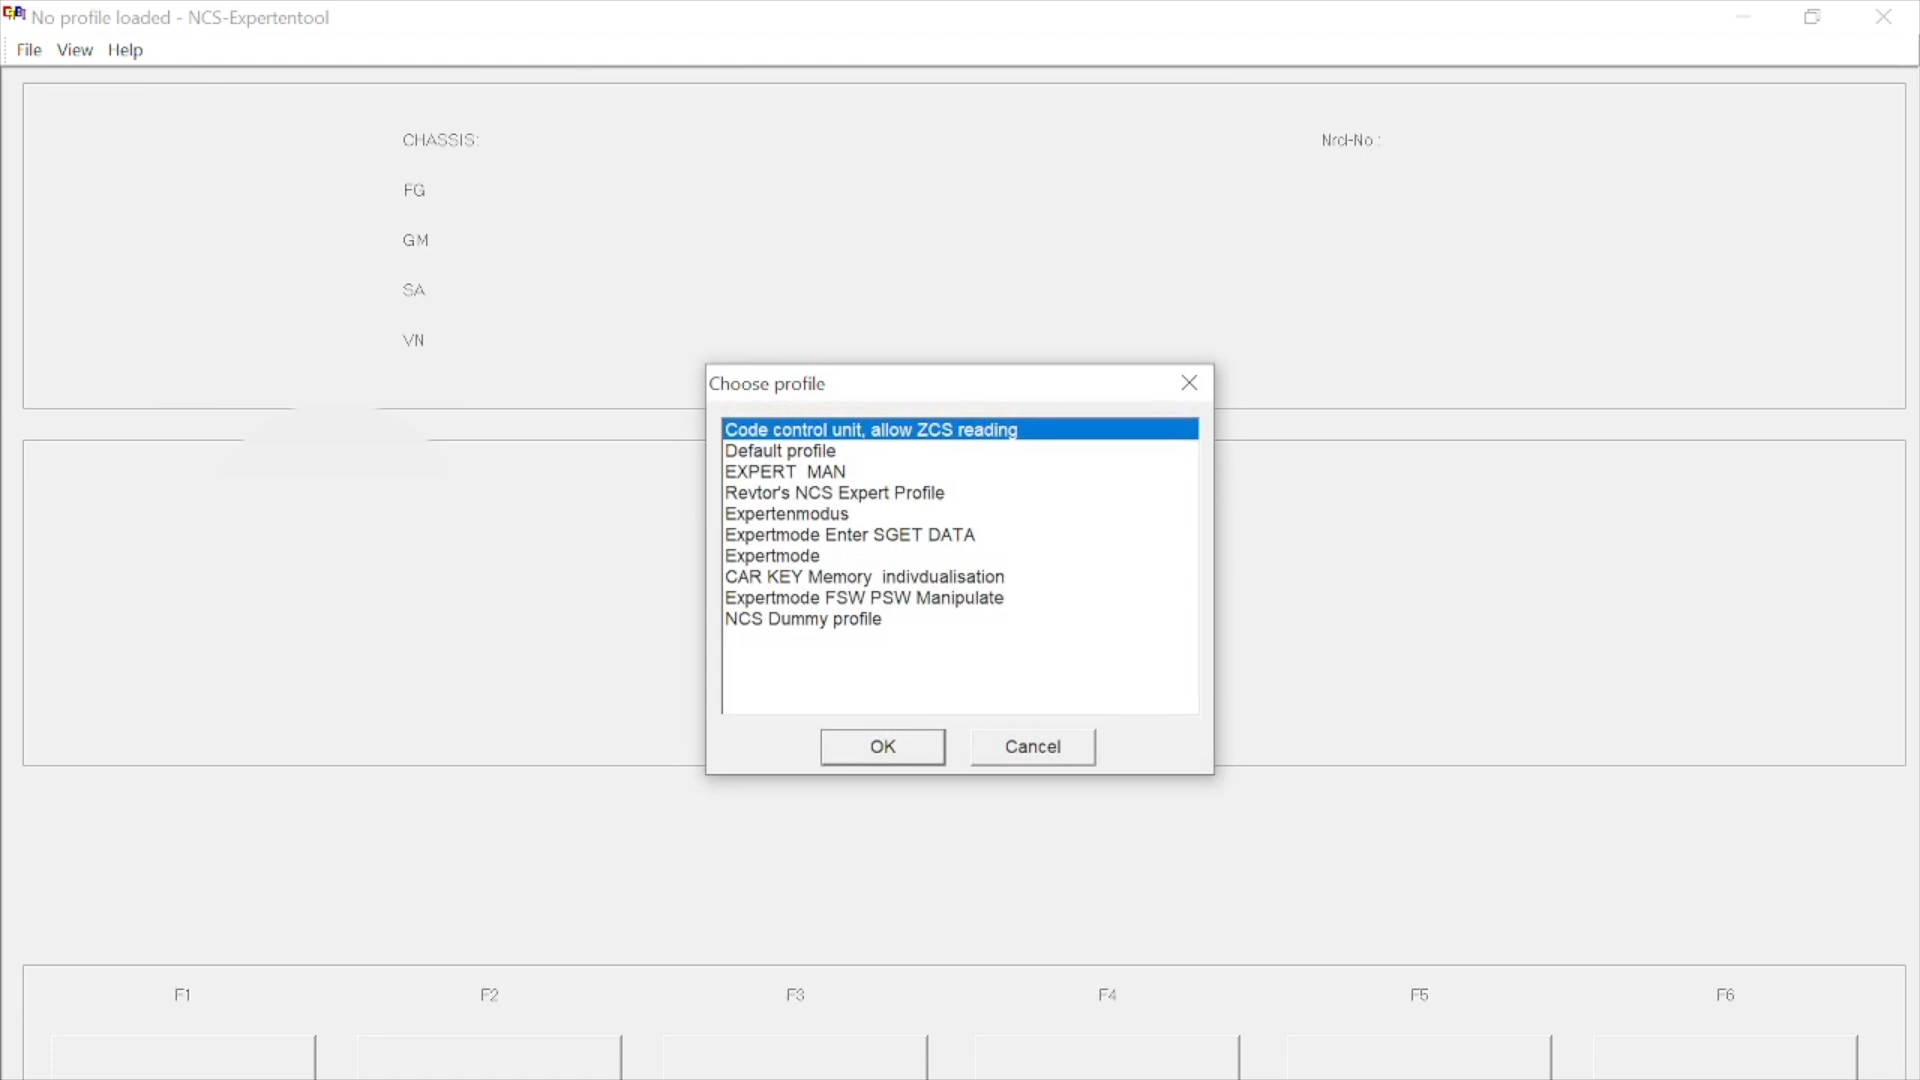 No profile loaded - NCS-Expertentool
File View Help
CHASSIS:
Nrcl-No.:
FG
GM
SA
VN
Choose profile
Code control unit, allow ZCS reading
Default profile
EXPERT MAN
Revtor's NCS Expert Profile
Expertenmodus
Expertmode Enter SGET DATA
Expertmode
CAR KEY Memory indivdualisation
Expertmode FSW PSW Manipulate
NCS Dummy profile
OK Cancel
F1 F2 F3 F4 F5 F6